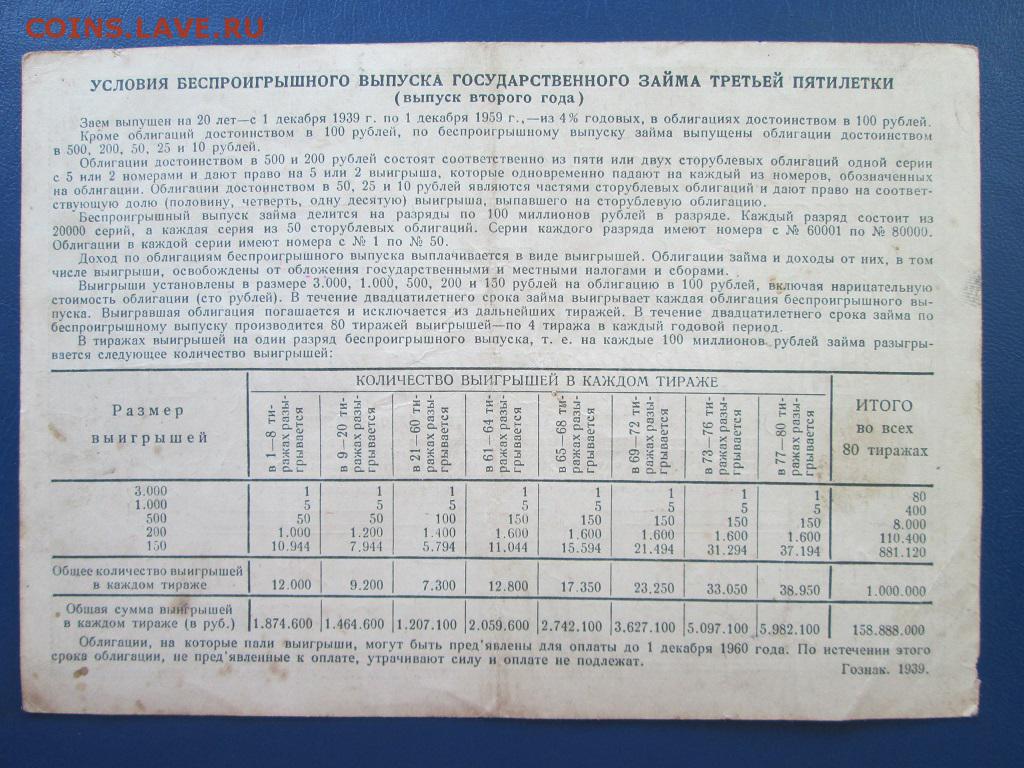 COINS.LAVE.RU
УСЛОВИЯ БЕСПРОИГРЫШНОГО ВЫПУСКА ГОСУДАРСТВЕННОГО ЗАЙМА ТРЕТЬЕЙ ПЯТИЛЕТКИ
(выпуск второго года)
Заем выпущен на 20 лет—с 1 декабря 1939 г. по 1 декабря 1959 г.,—из 4% годовых, в облигациях достоинством в 100 рублей.
Кроме облигаций достоинством в 100 рублей, по беспроигрышному выпуску займа выпущены облигации достоинством
в 500, 200, 50, 25 и 10 рублей.
Облигации достоинством в 500 и 200 рублей состоят соответственно из пяти или двух сторублевых облигаций одной серии
с 5 или 2 номерами и дают право на 5 или 2 выигрыша, которые одновременно падают на каждый из номеров, обозначенных
на облигации. Облигации достоинством в 50, 25 и 10 рублей являются частями сторублевых облигаций и дают право на соответ-
ствующую долю (половину, четверть, одну десятую) выигрыша, выпавшего на сторублевую облигацию.
Беспроигрышный выпуск займа делится на разряды по 100 миллионов рублей в разряде. Каждый разряд состоит из
20000 серий, а каждая серия из 50 сторублевых облигаций. Серии каждого разряда имеют номера с № 60001 по № 80000.
Облигации в каждой серии имеют номера с № 1 по № 50.
Доход по облигациям беспроигрышного выпуска выплачивается в виде выигрышей. Облигации займа и доходы от них, в том
числе выигрыши, освобождены от обложения государственными и местными налогами и сборами.
Выигрыши установлены в размере 3.000, 1.000, 500, 200 и 150 рублей на облигацию в 100 рублей, включая нарицательную
стоимость облигации (сто рублей). В течение двадцатилетнего срока займа выигрывает каждая облигация беспроигрышного вы-
пуска. Выигравшая облигация погашается и исключается из дальнейших тиражей. В течение двадцатилетнего срока займа по
беспроигрышному выпуску производится 80 тиражей выигрышей—по 4 тиража в каждый годовой период.
В тиражах выигрышей на один разряд беспроигрышного выпуска, т. е. на каждые 100 миллионов рублей займа разыгры-
вается следующее количество выигрышей:
Размер
выигрышей
КОЛИЧЕСТВО ВЫИГРЫШЕЙ В КАЖДОМ ТИРАЖЕ
в 1—8 ти-
ражах разы-
грывается
в 9—20 ти-
ражах разы-
грывается
в 21—60 ти-
ражах разы-
грывается
в 61—64 ти-
ражах разы-
грывается
в 65—68 ти-
ражах разы-
грывается
в 69—72 ти-
ражах разы-
грывается
в 73—76 ти-
ражах разы-
грывается
в 77—80 ти-
ражах разы-
грывается
ИТОГО
во всех
80 тиражах
3.000 1 1 1 1 1 1 1 1 80
1.000 5 5 5 5 5 5 5 5 400
500 50 50 100 150 150 150 150 150 8.000
200 1.000 1.200 1.400 1.600 1.600 1.600 1.600 1.600 110.400
150 10.944 7.944 5.794 11.044 15.594 21.494 31.294 37.194 881.120
Общее количество выигрышей
в каждом тираже 12.000 9.200 7.300 12.800 17.350 23.250 33.050 38.950 1.000.000
Общая сумма выигрышей
в каждом тираже (в руб.) 1.874.600 1.464.600 1.207.100 2.059.600 2.742.100 3.627.100 5.097.100 5.982.100 158.888.000
Облигации, на которые пали выигрыши, могут быть пред'явлены для оплаты до 1 декабря 1960 года. По истечении этого
срока облигации, не пред'явленные к оплате, утрачивают силу и оплате не подлежат.
Гознак. 1939.